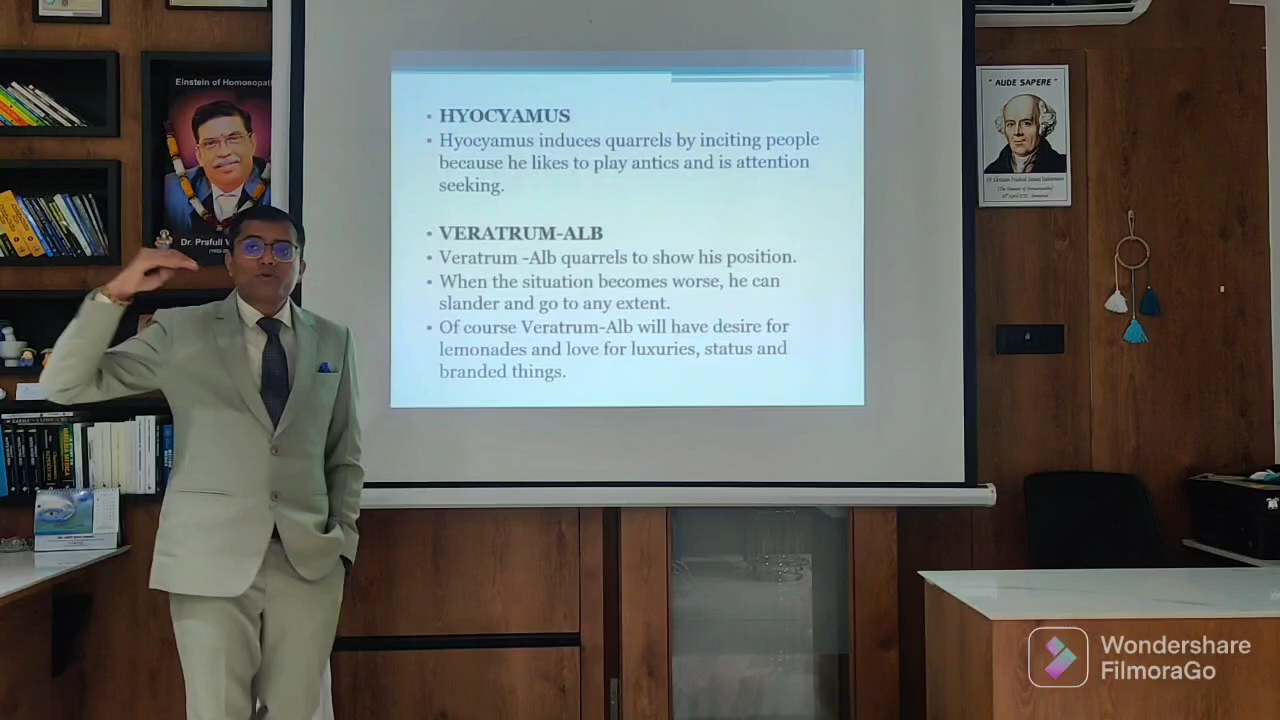 Einstein of Homoeopat
Dr. Prafull V
HYOCYAMUS
Hyocyamus induces quarrels by inciting people
because he likes to play antics and is attention
seeking.
VERATRUM-ALB
Veratrum -Alb quarrels to show his position.
When the situation becomes worse, he can
slander and go to any extent.
Of course Veratrum-Alb will have desire for
lemonades and love for luxuries, status and
branded things.
" AUDE SAPERE "
Wondershare
FilmoraGo